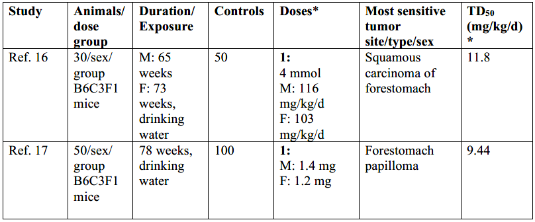 Study
Animals/
dose
group
Duration/
Exposure
Controls
Doses*
Most sensitive
tumor
site/type/sex
TD50
(mg/kg/d)
*
Ref. 16
30/sex/
group
B6C3F1
mice
M: 65
weeks
F: 73
weeks,
drinking
water
50
1:
4 mmol
M: 116
mg/kg/d
F: 103
mg/kg/d
Squamous
carcinoma of
forestomach
11.8
Ref. 17
50/sex/
group
B6C3F1
mice
78 weeks,
drinking
water
100
1:
M: 1.4 mg
F: 1.2 mg
Forestomach
papilloma
9.44